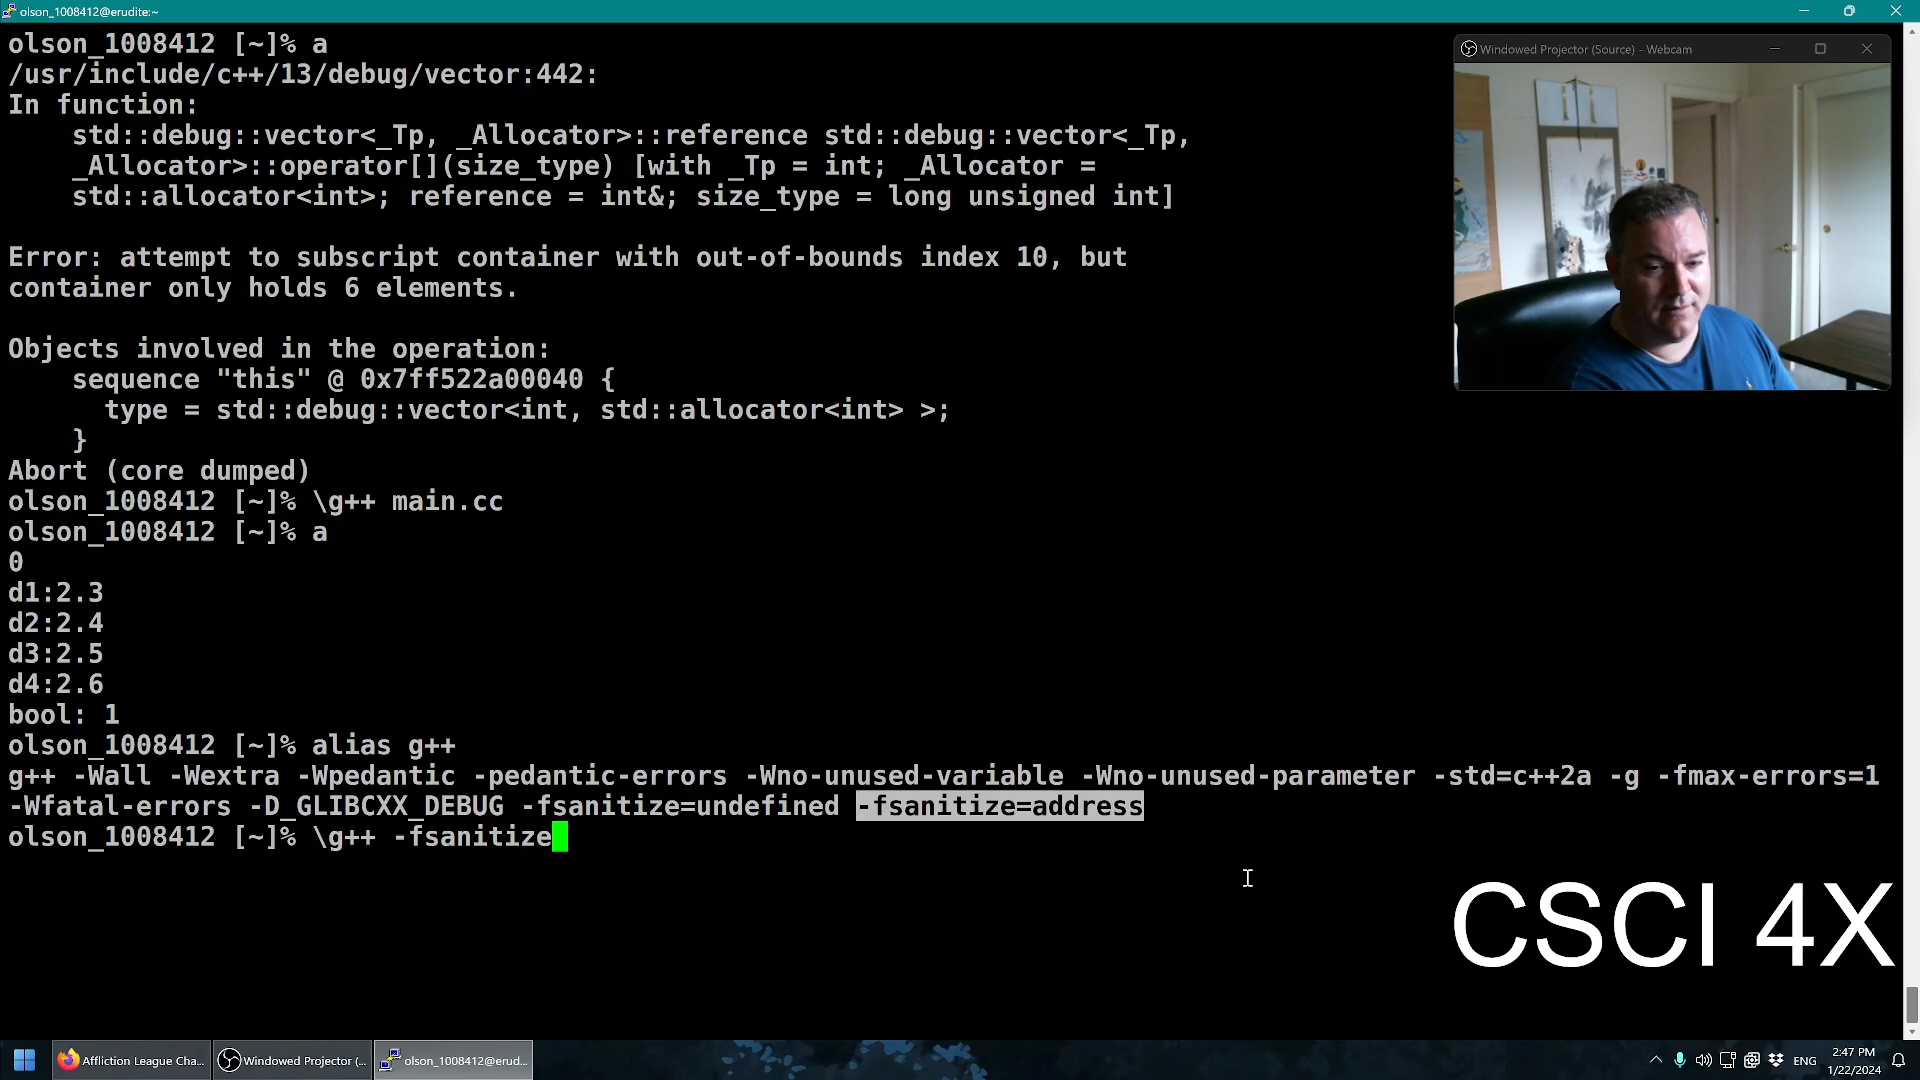 olson_1008412@erudite:~
olson_1008412 [~]% a
/usr/include/c++/13/debug/vector:442:
In function:
    std::debug::vector<_Tp, _Allocator>::reference std::debug::vector<_Tp,
    _Allocator>::operator[](size_type) [with _Tp = int; _Allocator =
    std::allocator<int>; reference = int&; size_type = long unsigned int]
Error: attempt to subscript container with out-of-bounds index 10, but
container only holds 6 elements.
Objects involved in the operation:
    sequence "this" @ 0x7ff522a00040 {
      type = std::debug::vector<int, std::allocator<int> >;
    }
Abort (core dumped)
olson_1008412 [~]% \g++ main.cc
olson_1008412 [~]% a
0
d1:2.3
d2:2.4
d3:2.5
d4:2.6
bool: 1
olson_1008412 [~]% alias g++
g++ -Wall -Wextra -Wpedantic -pedantic-errors -Wno-unused-variable -Wno-unused-parameter -std=c++2a -g -fmax-errors=1
-Wfatal-errors -D_GLIBCXX_DEBUG -fsanitize=undefined -fsanitize=address
olson_1008412 [~]% \g++ -fsanitize
Windowed Projector (Source) - Webcam
CSCI 4X
Affliction League Cha...
Windowed Projector (...
olson_1008412@erud...
ENG
2:47 PM
1/22/2024